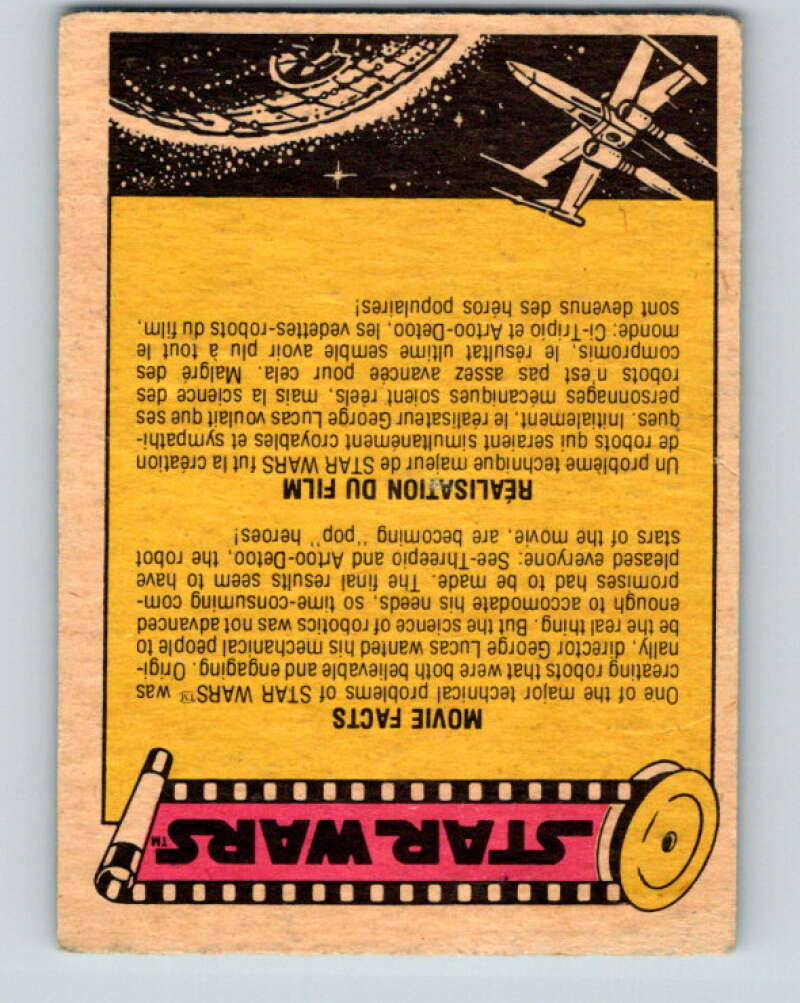 STAR WARS™
MOVIE FACTS
One of the major technical problems of STAR WARS™ was
creating robots that were both believable and engaging. Origi-
nally, director George Lucas wanted his mechanical people to
be the real thing. But the science of robotics was not advanced
enough to accomodate his needs, so time-consuming com-
promises had to be made. The final results seem to have
pleased everyone: See-Threepio and Artoo-Detoo, the robot
stars of the movie, are becoming "pop" heroes!
RÉALISATION DU FILM
Un problème technique majeur de STAR WARS fut la création
de robots qui seraient simultanément croyables et sympathi-
ques. Initialement, le réalisateur George Lucas voulait que ses
personnages mécaniques soient réels, mais la science des
robots n'est pas assez avancée pour cela. Malgré des
compromis, le résultat ultime semble avoir plu à tout le
monde: Ci-Tripio et Artoo-Detoo, les vedettes-robots du film,
sont devenus des héros populaires!